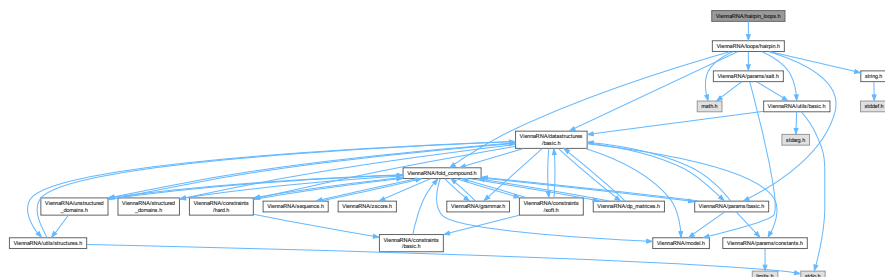 ViennaRNA/hairpin_loops.h
ViennaRNA/loops/hairpin.h
ViennaRNA/params/salt.h
string.h
math.h
ViennaRNA/utils/basic.h
stddef.h
ViennaRNA/datastructures
/basic.h
stdarg.h
ViennaRNA/fold_compound.h
ViennaRNA/unstructured
_domains.h
ViennaRNA/structured
_domains.h
ViennaRNA/constraints
/hard.h
ViennaRNA/sequence.h
ViennaRNA/zscore.h
ViennaRNA/grammar.h
ViennaRNA/constraints
/soft.h
ViennaRNA/dp_matrices.h
ViennaRNA/params/basic.h
ViennaRNA/utils/structures.h
ViennaRNA/constraints
/basic.h
ViennaRNA/model.h
ViennaRNA/params/constants.h
limits.h
stdio.h